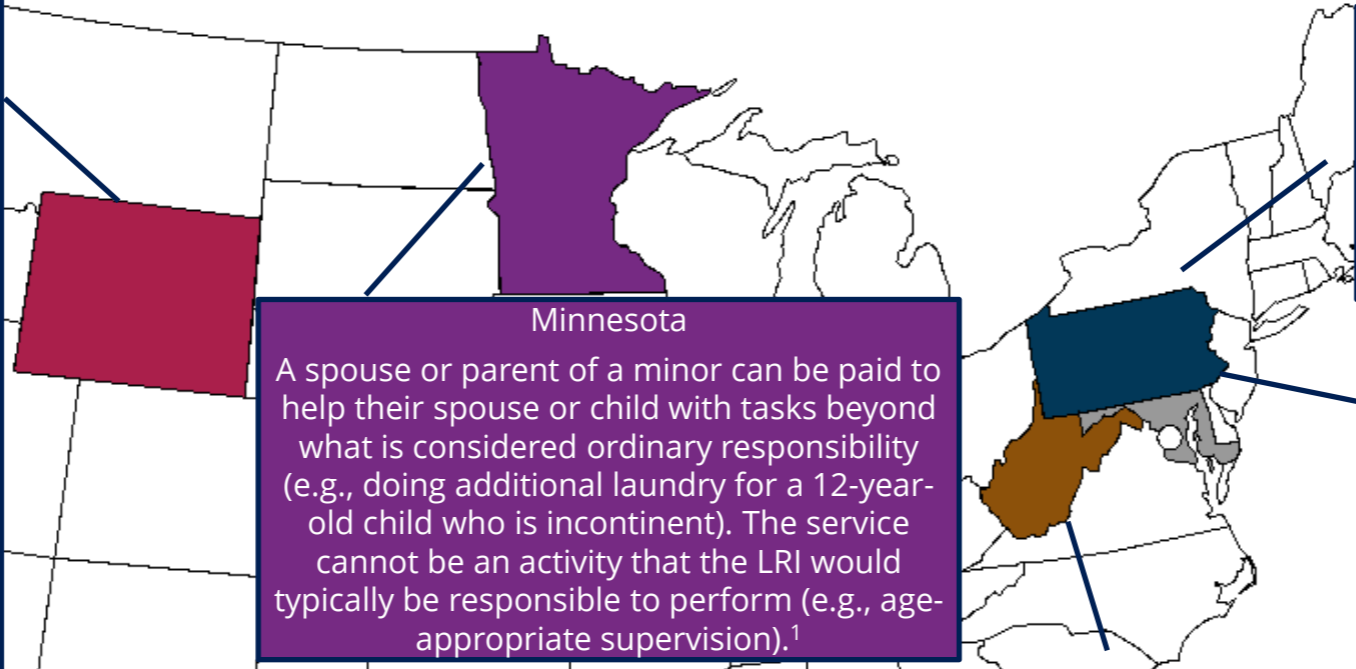 Minnesota
A spouse or parent of a minor can be paid to
help their spouse or child with tasks beyond
what is considered ordinary responsibility
(e.g., doing additional laundry for a 12-year-
old child who is incontinent). The service
cannot be an activity that the LRI would
typically be responsible to perform (e.g., age-
appropriate supervision).1